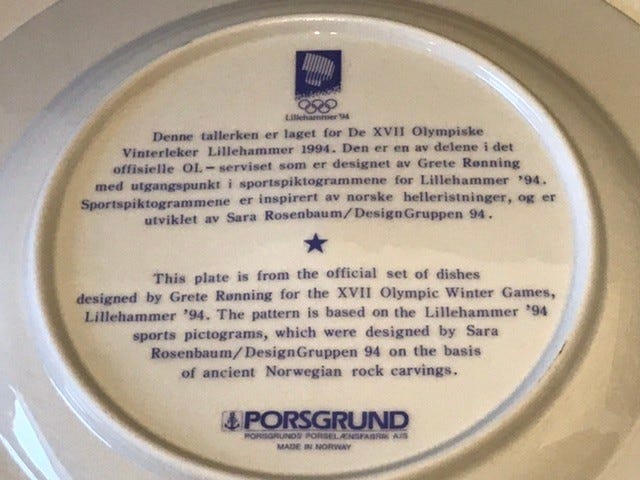 Lillehammer '94
Denne tallerken er laget for De XVII Olympiske
Vinterleker Lillehammer 1994. Den er en av delene i det
offisielle OL – serviset som er designet av Grete Rønning
med utgangspunkt i sportspiktogrammene for Lillehammer '94.
Sportspiktogrammene er inspirert av norske helleristninger, og er
utviklet av Sara Rosenbaum/DesignGruppen 94.
This plate is from the official set of dishes
designed by Grete Rønning for the XVII Olympic Winter Games,
Lillehammer '94. The pattern is based on the Lillehammer '94
sports pictograms, which were designed by Sara
Rosenbaum/DesignGruppen 94 on the basis
of ancient Norwegian rock carvings.
PORSGRUND
PORSGRUNDS PORSELÆNSFABRIK A/S
MADE IN NORWAY